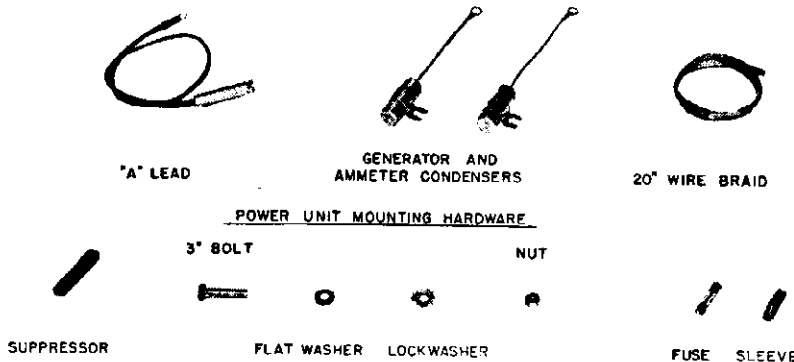 "A" LEAD
GENERATOR AND
AMMETER CONDENSERS
20" WIRE BRAID
POWER UNIT MOUNTING HARDWARE
3" BOLT
NUT
SUPPRESSOR
FLAT WASHER
LOCKWASHER
FUSE
SLEEVE